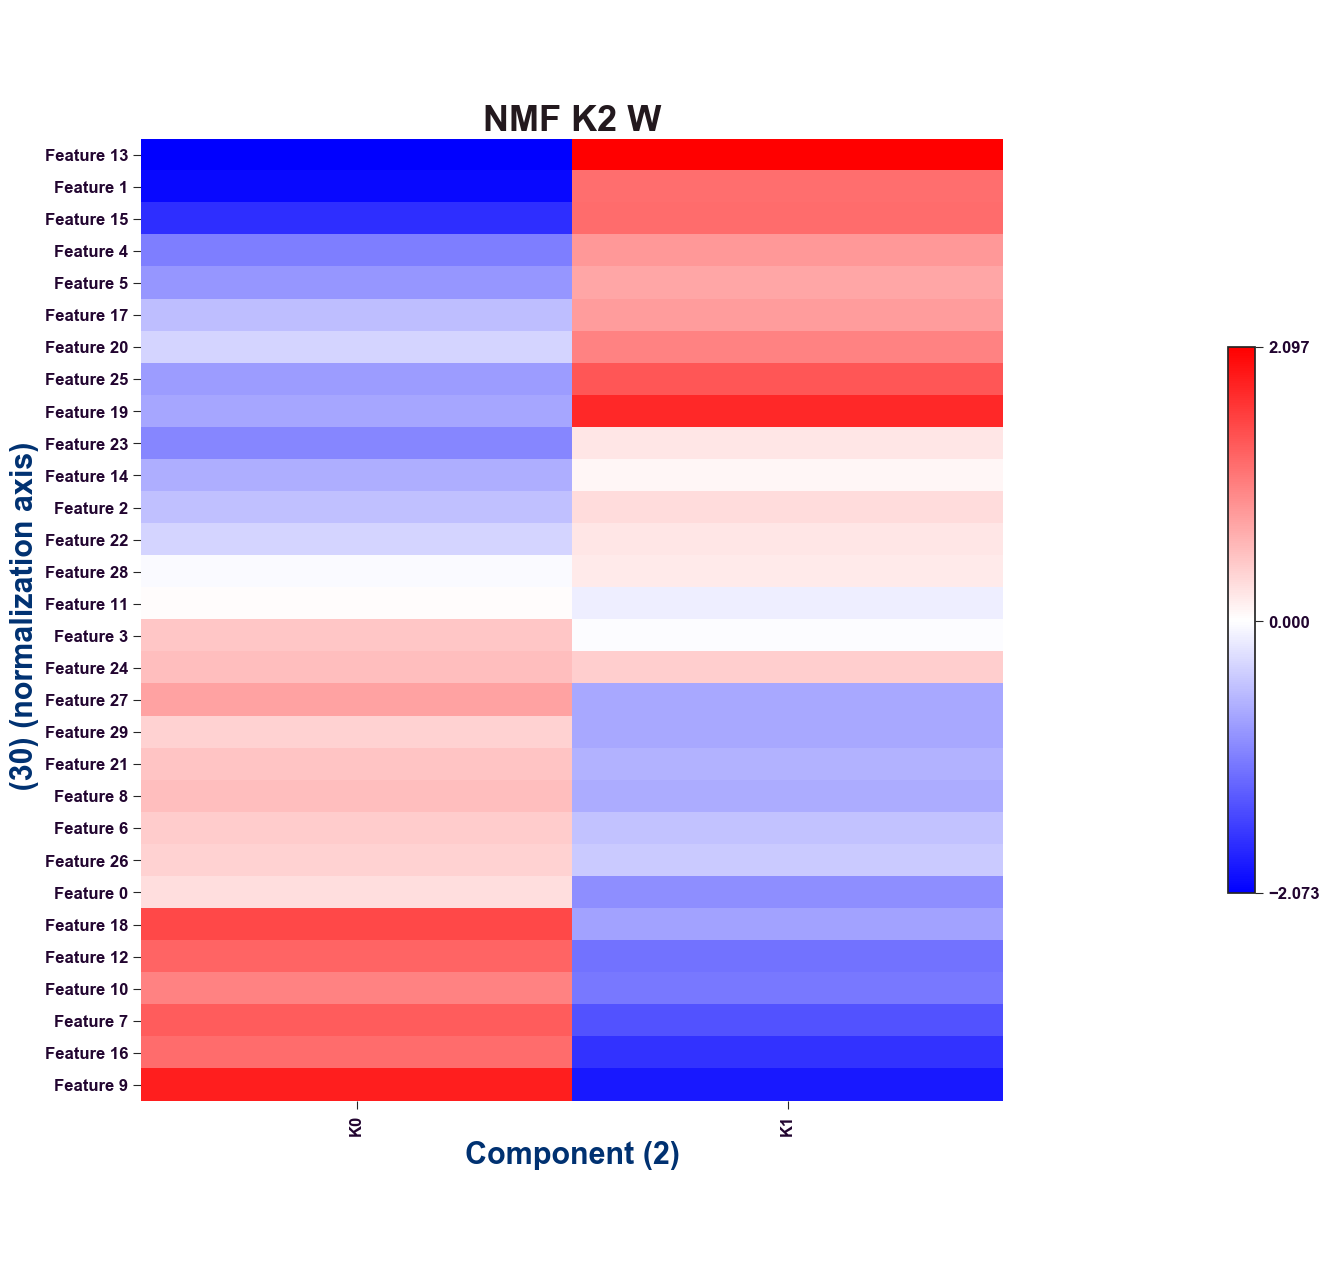 NMF K2 W
(30) (normalization axis)
Feature 13
Feature 1
Feature 15
Feature 4
Feature 5
Feature 17
Feature 20
Feature 25
Feature 19
Feature 23
Feature 14
Feature 2
Feature 22
Feature 28
Feature 11
Feature 3
Feature 24
Feature 27
Feature 29
Feature 21
Feature 8
Feature 6
Feature 26
Feature 0
Feature 18
Feature 12
Feature 10
Feature 7
Feature 16
Feature 9
K0
K1
Component (2)
2.097
0.000
−2.073